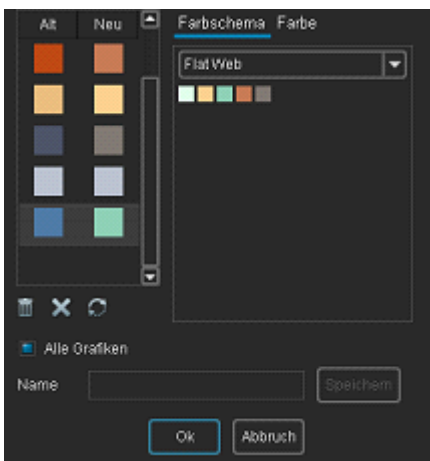 Alt Neu Farbschema Farbe
Flat Web
Alle Grafiken
Name Speichern
Ok Abbruch